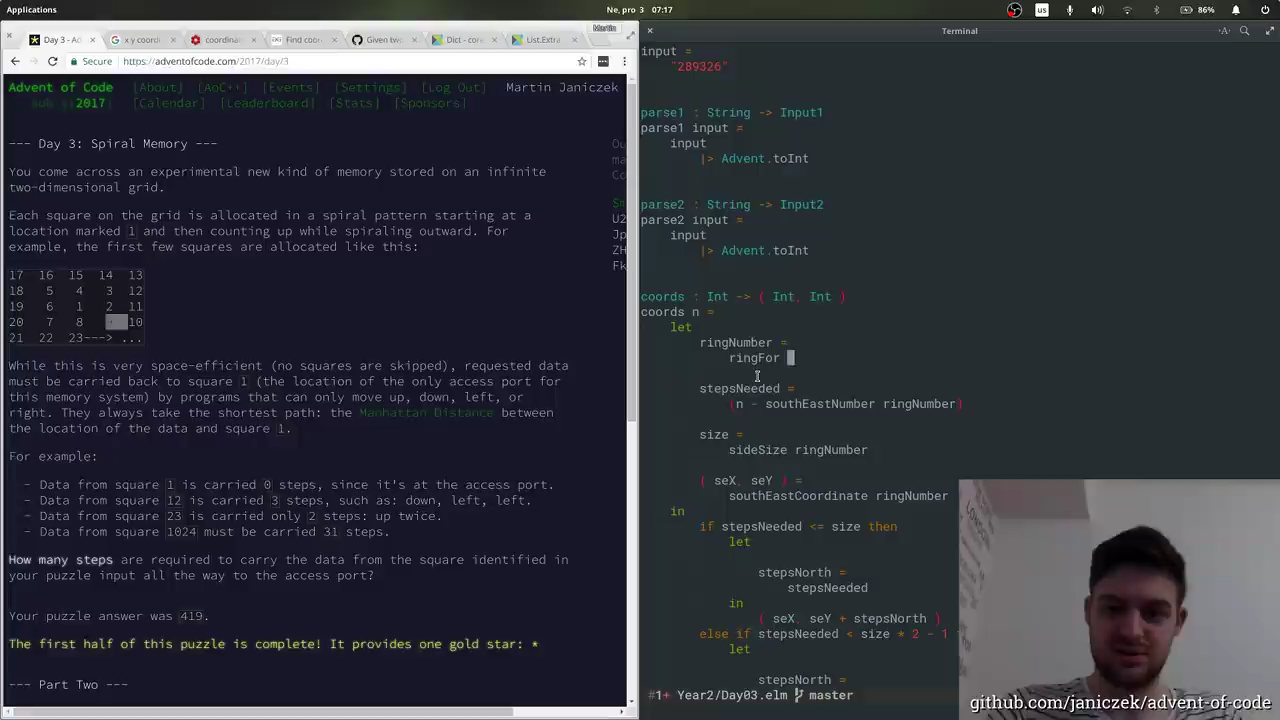 Applications
Ne, pro 3 07:17
us
86%
Martin
Day 3 - Adv
x y coordi
coordinat
Find coor
Given two
Dict - core
List.Extra
Secure https://adventofcode.com/2017/day/3
Terminal
Advent of Code
[About] [AoC++] [Events] [Settings] [Log Out] Martin Janiczek
2017
[Calendar] [Leaderboard] [Stats] [Sponsors]
--- Day 3: Spiral Memory ---
You come across an experimental new kind of memory stored on an infinite
two-dimensional grid.
Each square on the grid is allocated in a spiral pattern starting at a
location marked 1 and then counting up while spiraling outward. For
example, the first few squares are allocated like this:
17 16 15 14 13
18 5 4 3 12
19 6 1 2 11
20 7 8 10
21 22 23---> ...
While this is very space-efficient (no squares are skipped), requested data
must be carried back to square 1 (the location of the only access port for
this memory system) by programs that can only move up, down, left, or
right. They always take the shortest path: the Manhattan Distance between
the location of the data and square 1.
For example:
- Data from square 1 is carried 0 steps, since it's at the access port.
- Data from square 12 is carried 3 steps, such as: down, left, left.
- Data from square 23 is carried only 2 steps: up twice.
- Data from square 1024 must be carried 31 steps.
How many steps are required to carry the data from the square identified in
your puzzle input all the way to the access port?
Your puzzle answer was 419.
The first half of this puzzle is complete! It provides one gold star: *
--- Part Two ---
input =
"289326"
parse1 : String -> Input1
parse1 input =
input
|> Advent.toInt
parse2 : String -> Input2
parse2 input =
input
|> Advent.toInt
coords : Int -> ( Int, Int )
coords n =
let
ringNumber =
ringFor
stepsNeeded =
(n - southEastNumber ringNumber)
size =
sideSize ringNumber
( seX, seY ) =
southEastCoordinate ringNumber
in
if stepsNeeded <= size then
let
stepsNorth =
stepsNeeded
in
( seX, seY + stepsNorth )
else if stepsNeeded < size * 2 - 1
let
stepsNorth =
#1+ Year2/Day03.elm master
github.com/janiczek/advent-of-code